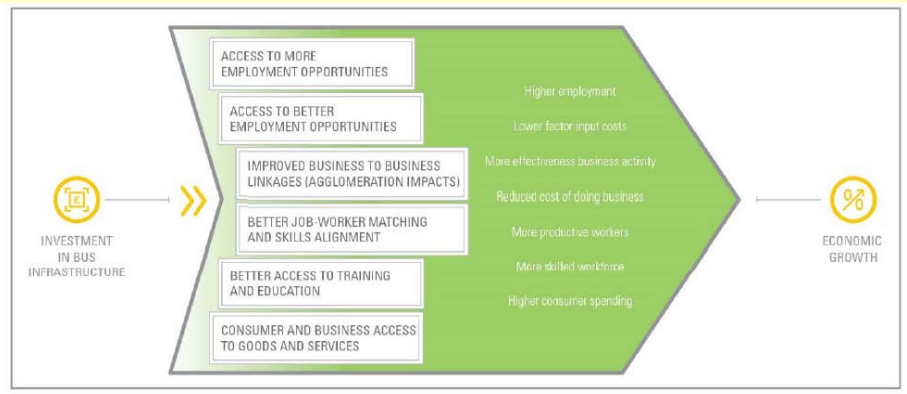 INVESTMENT
IN BUS
INFRASTRUCTURE
ACCESS TO MORE
EMPLOYMENT OPPORTUNITIES
ACCESS TO BETTER
EMPLOYMENT OPPORTUNITIES
IMPROVED BUSINESS TO BUSINESS
LINKAGES (AGGLOMERATION IMPACTS)
BETTER JOB-WORKER MATCHING
AND SKILLS ALIGNMENT
BETTER ACCESS TO TRAINING
AND EDUCATION
CONSUMER AND BUSINESS ACCESS
TO GOODS AND SERVICES
Higher employment
Lower factor input costs
More effectiveness business activity
Reduced cost of doing business
More productive workers
More skilled workforce
Higher consumer spending
%
ECONOMIC
GROWTH